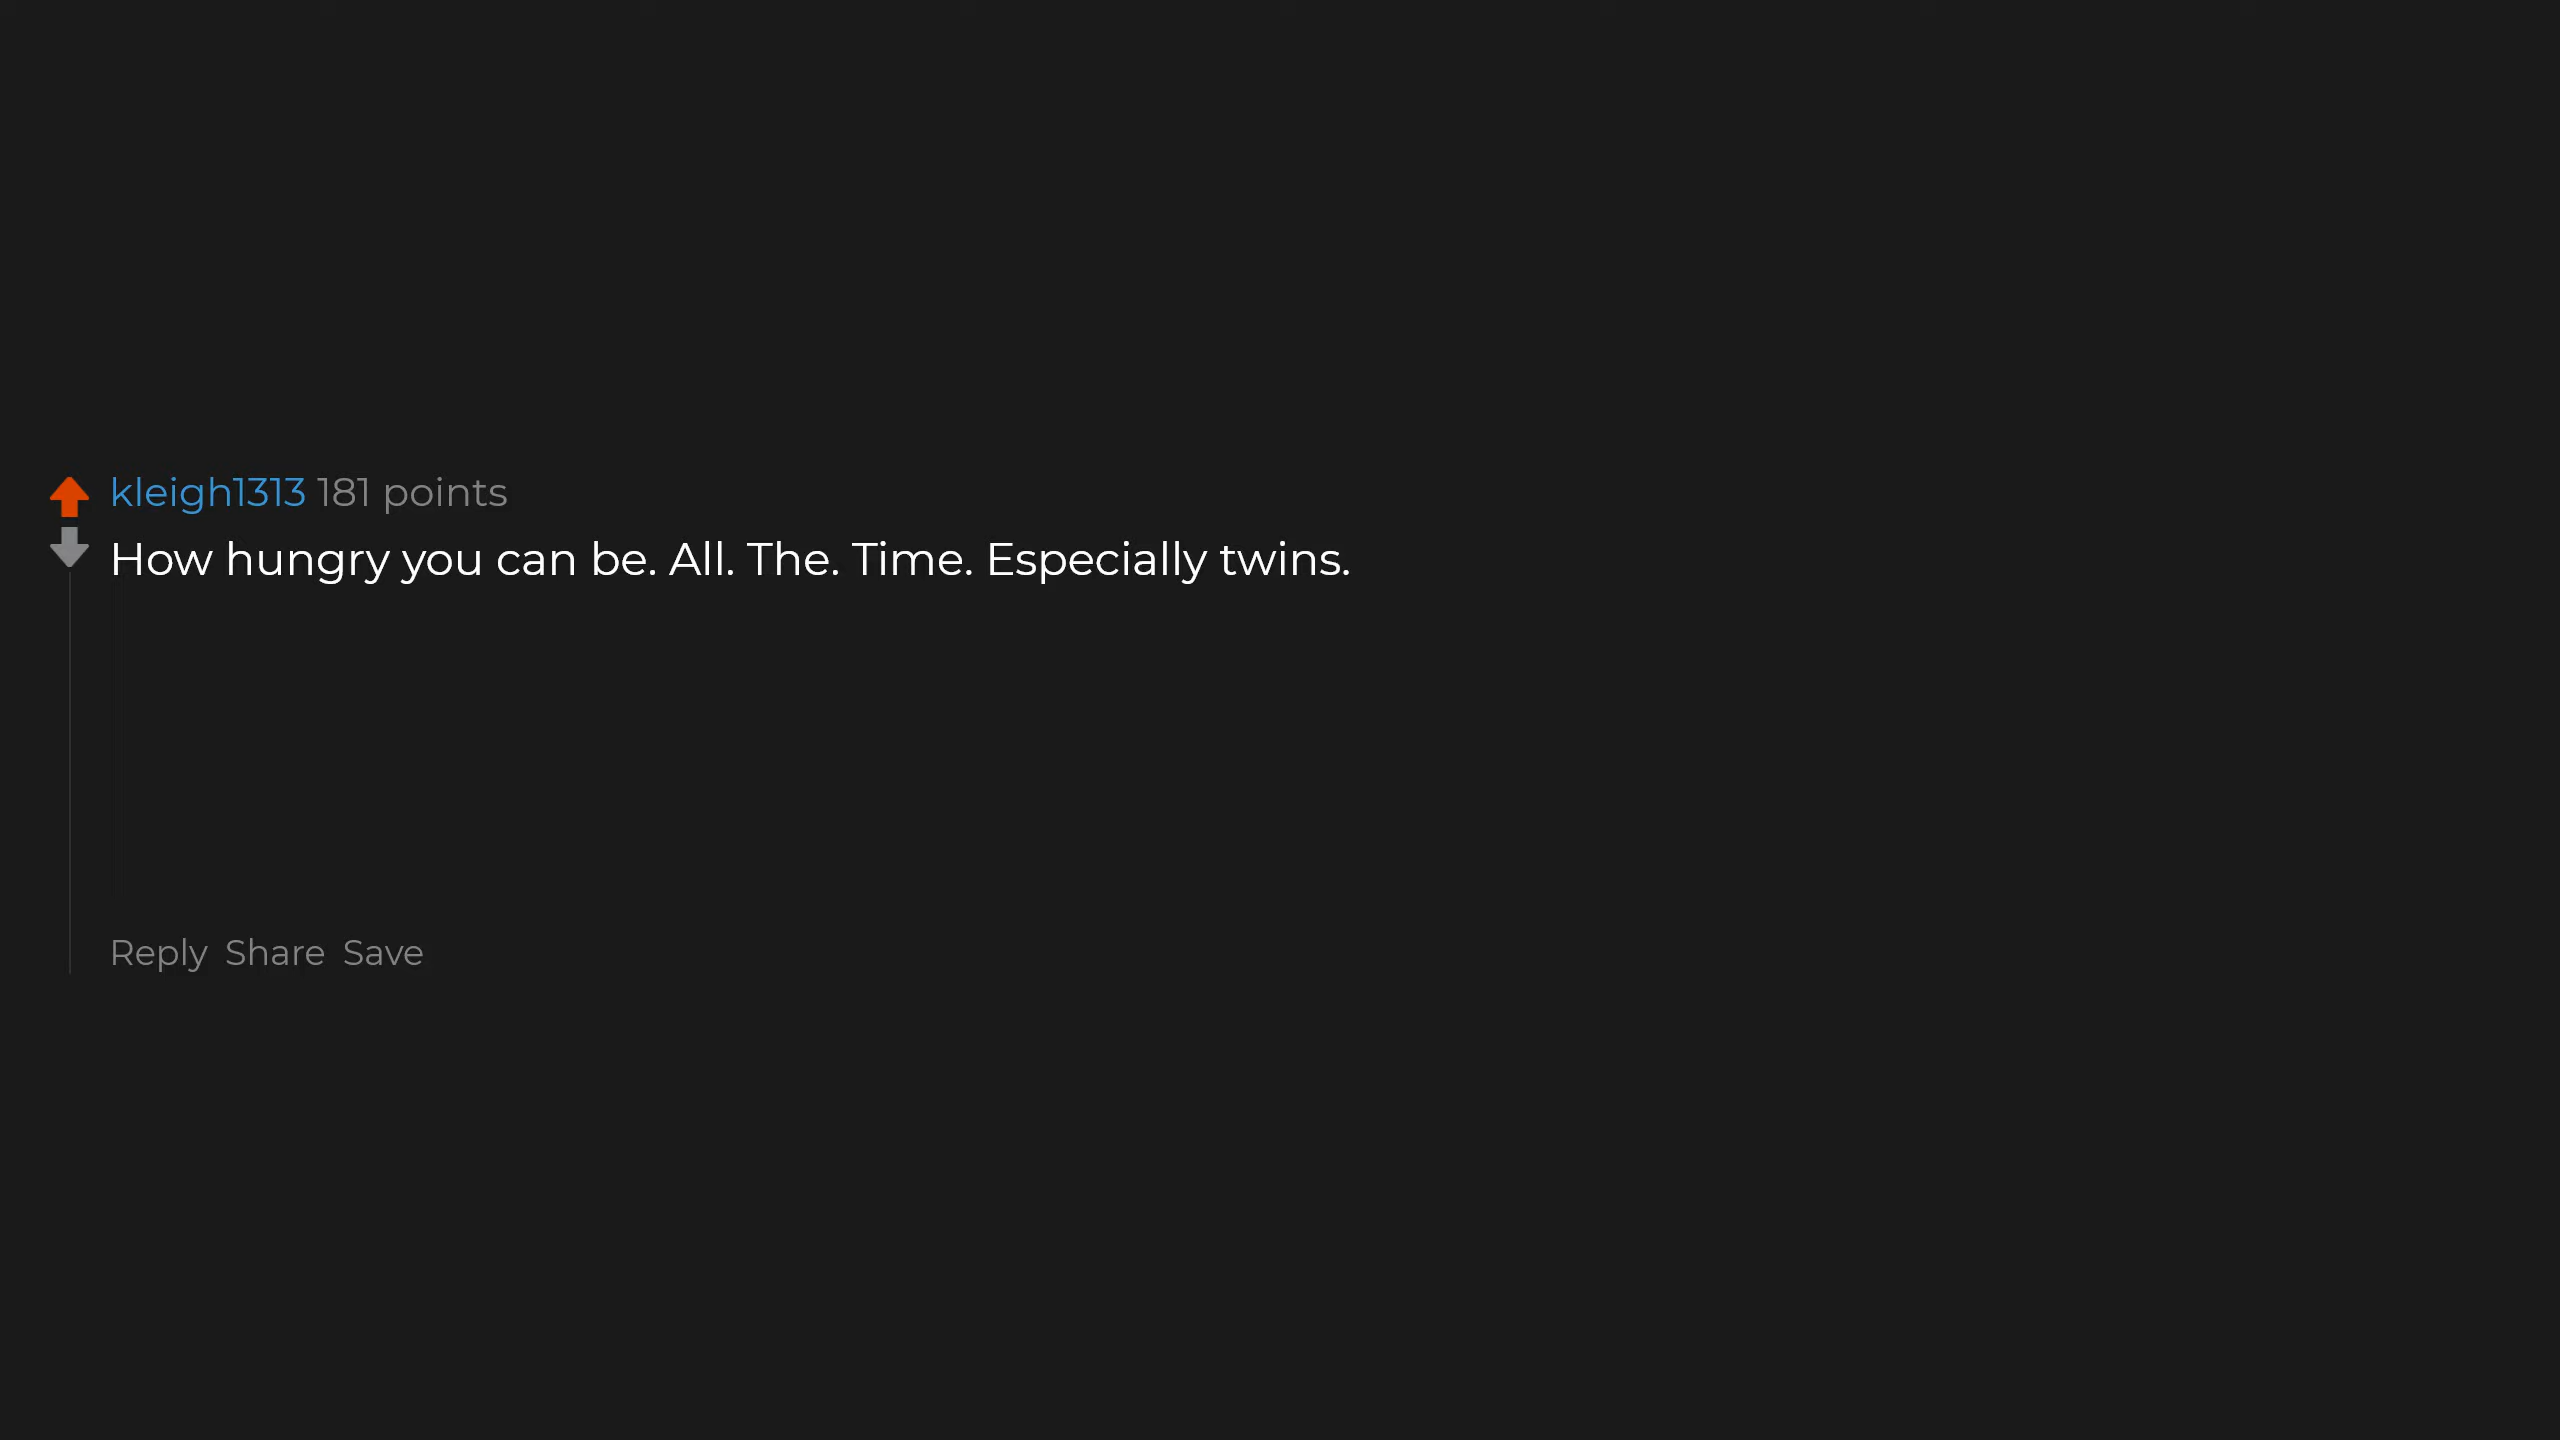 kleigh1313 181 points
How hungry you can be. All. The. Time. Especially twins.
Reply Share Save